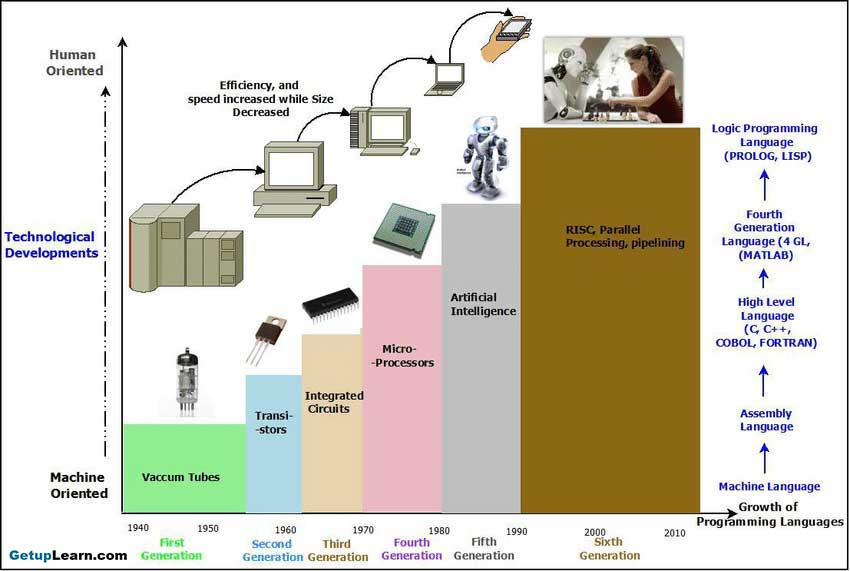 Human
Oriented
Efficiency, and
speed increased while Size
Decreased
Technological
Developments
Machine
Oriented
Vaccum Tubes
Transi-
-stors
Integrated
Circuits
Micro-
-Processors
Artificial
Intelligence
RISC, Parallel
Processing, pipelining
Logic Programming
Language
(PROLOG, LISP)
Fourth
Generation
Language (4 GL,
(MATLAB)
High Level
Language
(C, C++,
COBOL, FORTRAN)
Assembly
Language
Machine Language
Growth of
Programming Languages
1940 1950 1960 1970 1980 1990 2000 2010
First
Generation
Second
Generation
Third
Generation
Fourth
Generation
Fifth
Generation
Sixth
Generation
GetupLearn.com